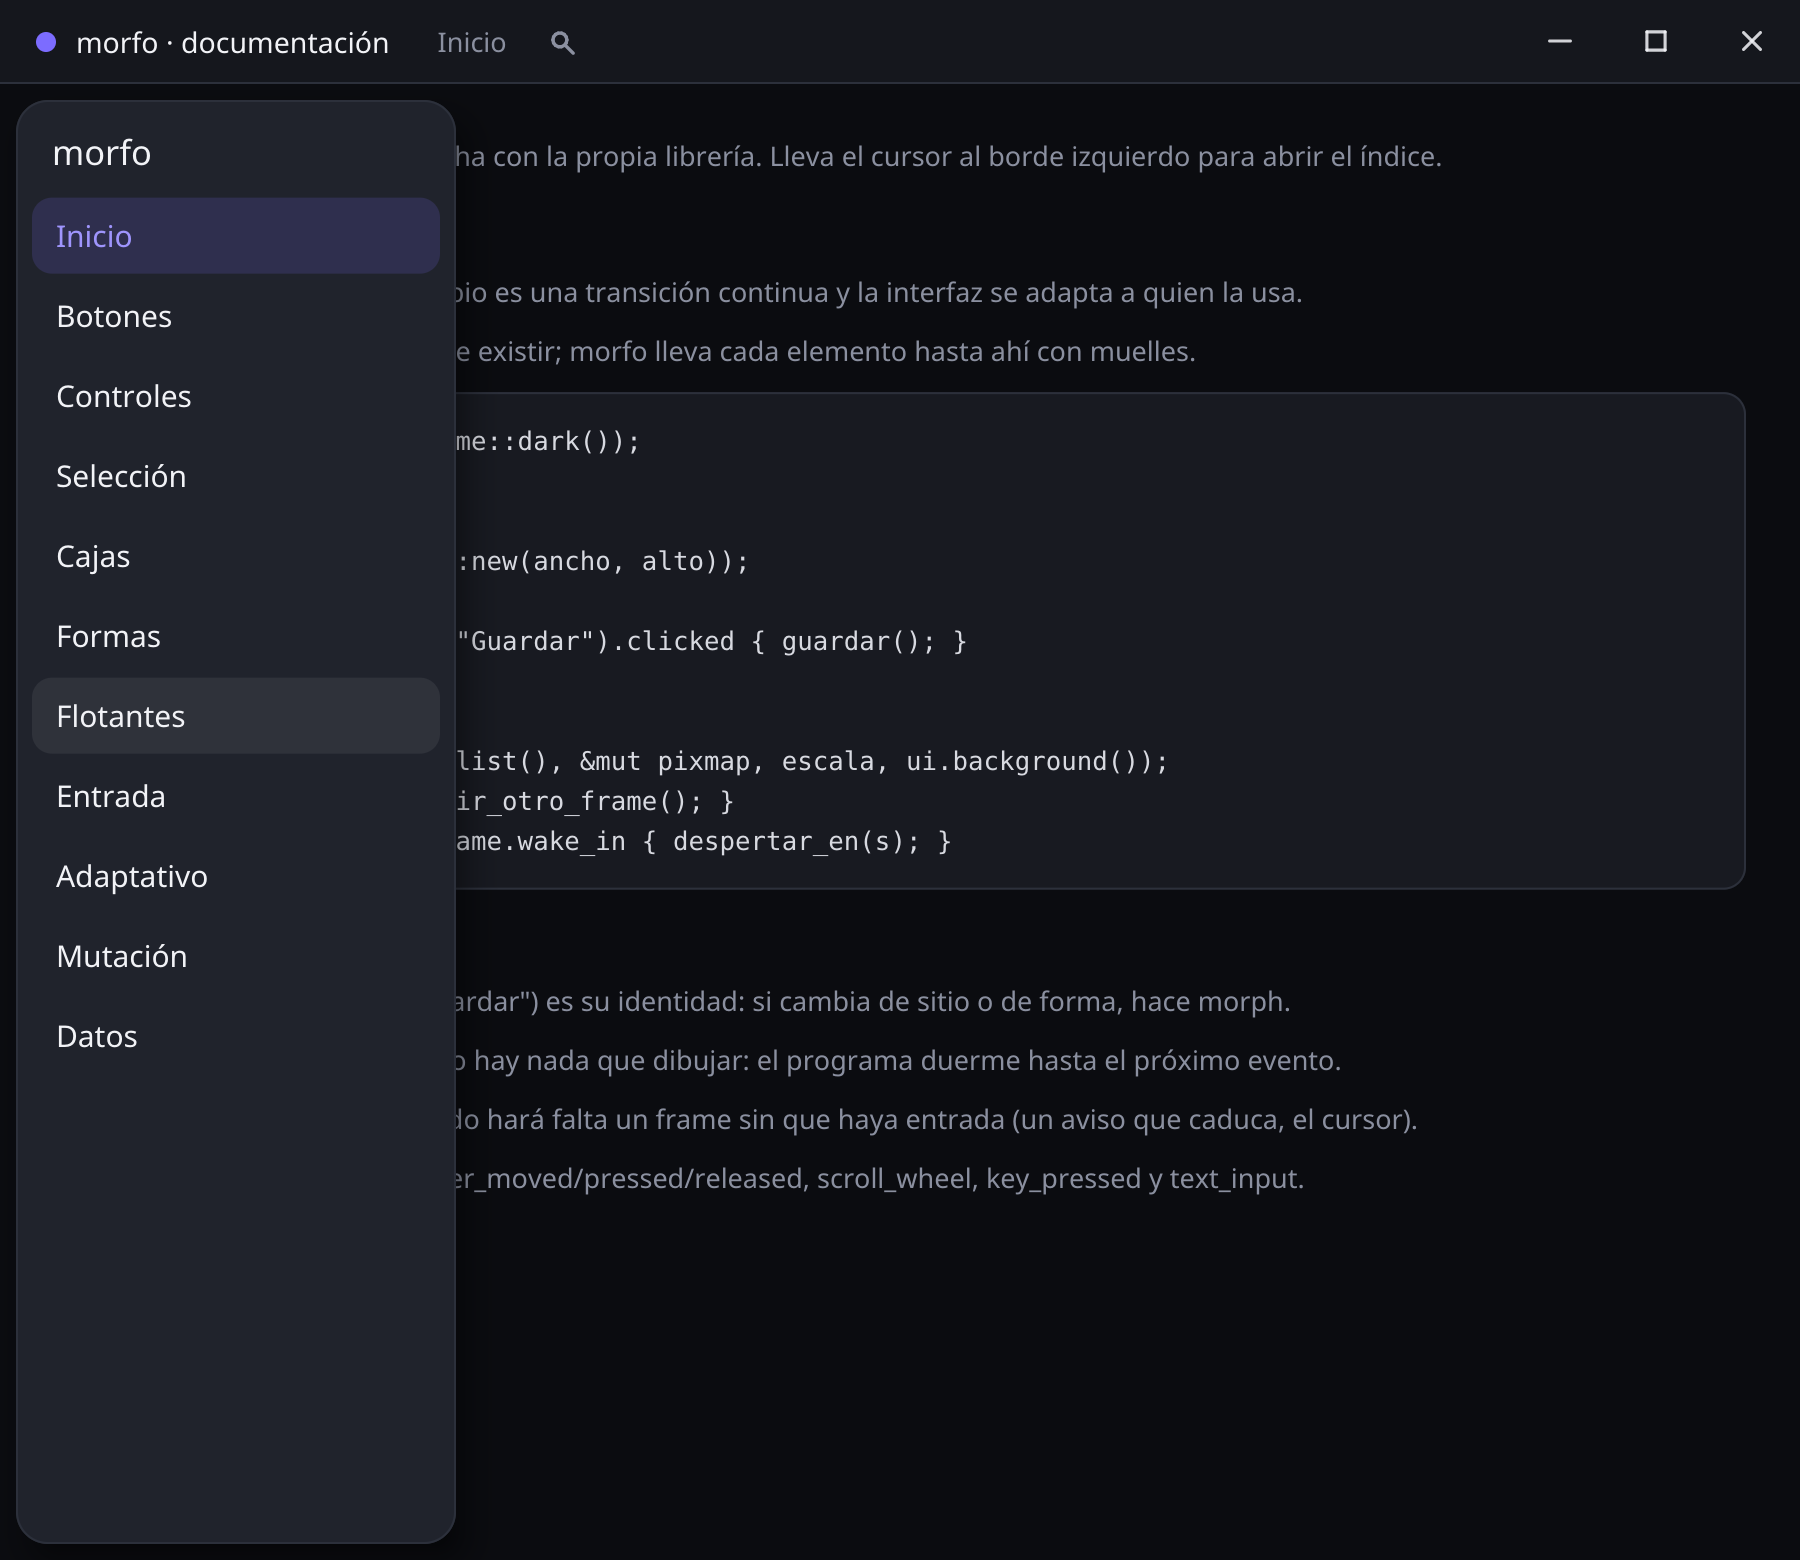 morfo · documentación
Inicio
morfo
Inicio
Botones
Controles
Selección
Cajas
Formas
Flotantes
Entrada
Adaptativo
Mutación
Datos
con la propia librería. Lleva el cursor al borde izquierdo para abrir el índice.
es una transición continua y la interfaz se adapta a quien la usa.
existir; morfo lleva cada elemento hasta ahí con muelles.
me::dark());
:new(ancho, alto));
"Guardar").clicked { guardar(); }
list(), &mut pixmap, escala, ui.background());
ir_otro_frame(); }
ame.wake_in { despertar_en(s); }
ardar") es su identidad: si cambia de sitio o de forma, hace morph.
hay nada que dibujar: el programa duerme hasta el próximo evento.
do hará falta un frame sin que haya entrada (un aviso que caduca, el cursor).
er_moved/pressed/released, scroll_wheel, key_pressed y text_input.